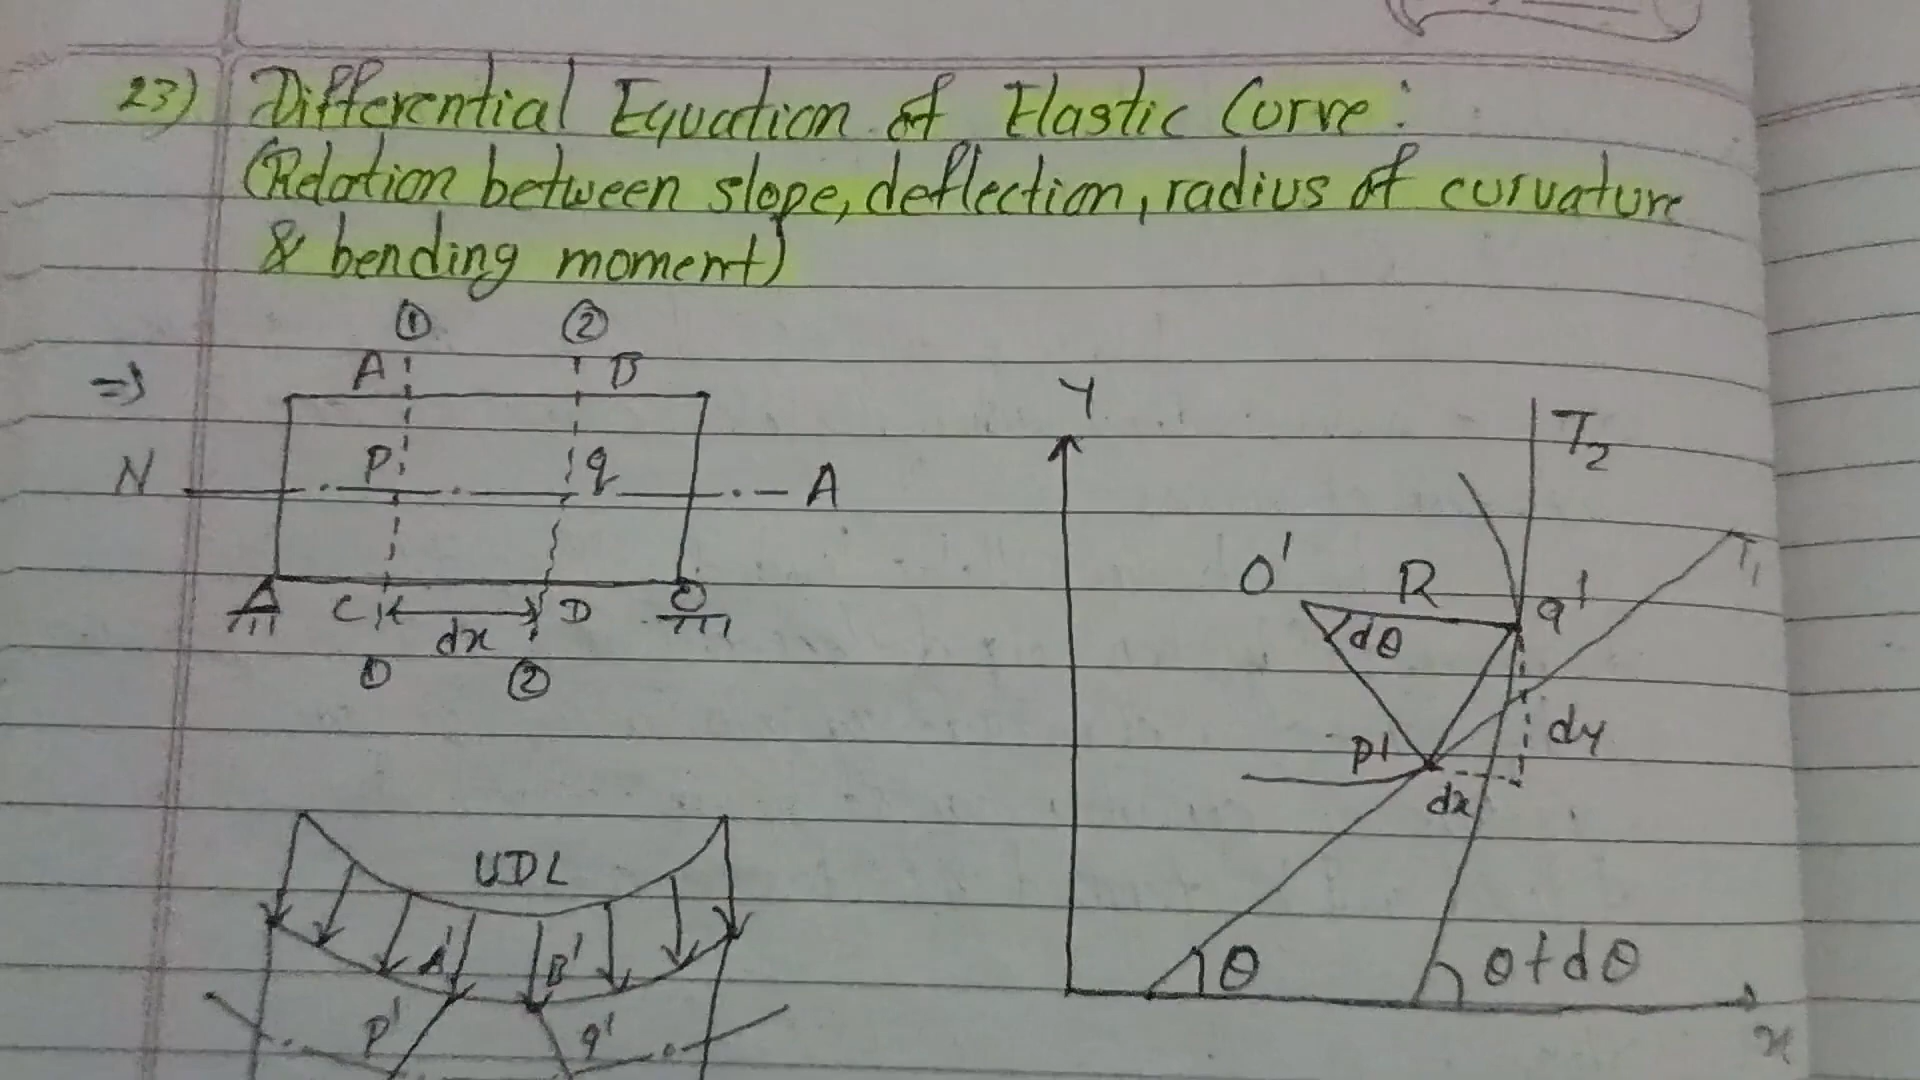 23) Differential Equation of Elastic Curve:
(Relation between slope, deflection, radius of curvature
& bending moment)
① ②
=>
A B
N P q A
C dx D
① ②
UDL
A' B'
P' q'
Y
T2
T1
O' R q'
dθ
P' dy
dx
θ θ+dθ
x